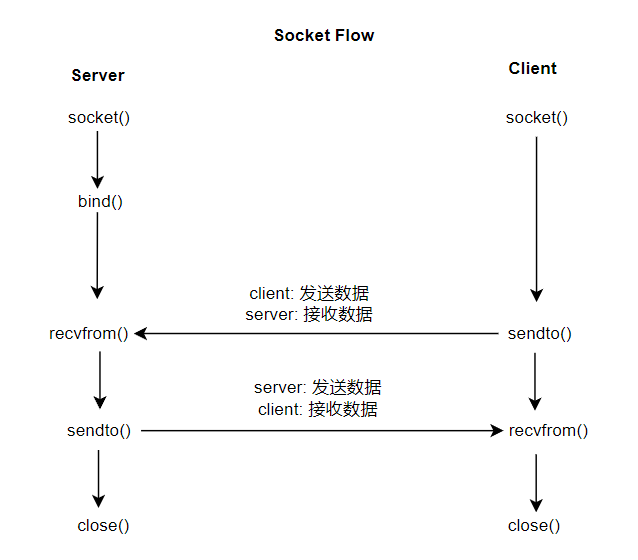 Socket Flow
Server
Client
socket()
socket()
bind()
client: 发送数据
server: 接收数据
recvfrom()
sendto()
server: 发送数据
client: 接收数据
sendto()
recvfrom()
close()
close()